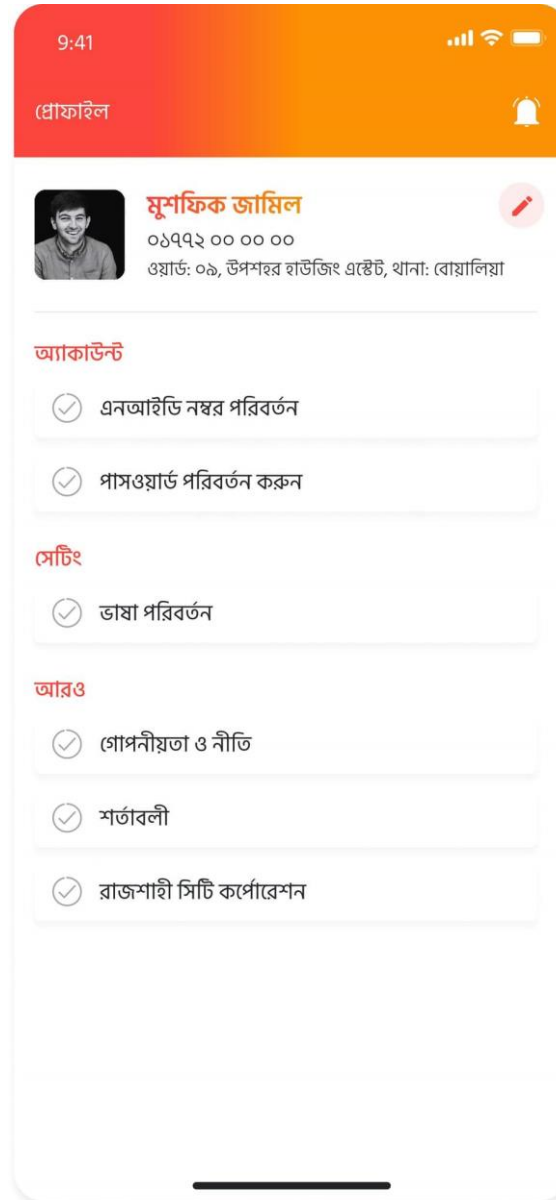 9:41
প্রোফাইল
মুশফিক জামিল
০১৭৭২ ০০ ০০ ০০
ওয়ার্ড: ০৯, উপশহর হাউজিং এস্টেট, থানা: বোয়ালিয়া
অ্যাকাউন্ট
এনআইডি নম্বর পরিবর্তন
পাসওয়ার্ড পরিবর্তন করুন
সেটিং
ভাষা পরিবর্তন
আরও
গোপনীয়তা ও নীতি
শর্তাবলী
রাজশাহী সিটি কর্পোরেশন